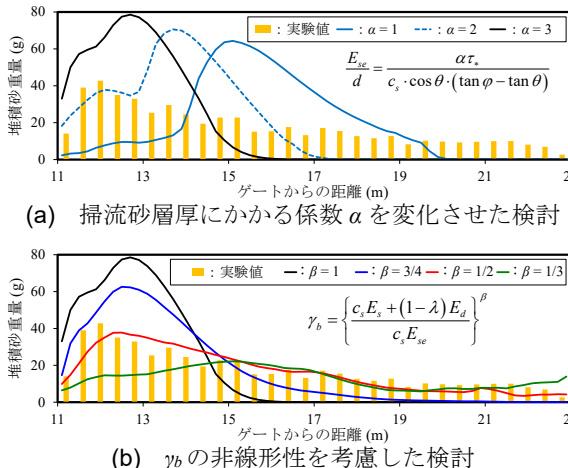 80
60
40
20
0
堆積砂重量 (g)
：実験値 ：α = 1 ：α = 2 ：α = 3
E_se/d = ατ_*/(c_s · cosθ · (tanφ − tanθ))
11 13 15 17 19 21 2
ゲートからの距離 (m)
(a) 掃流砂層厚にかかる係数 α を変化させた検討
80
60
40
20
0
堆積砂重量 (g)
：実験値 ：β = 1 ：β = 3/4 ：β = 1/2 ：β = 1/3
γ_b = {(c_s E_s + (1−λ) E_d)/(c_s E_se)}^β
11 13 15 17 19 21 2
ゲートからの距離 (m)
(b) γ_b の非線形性を考慮した検討